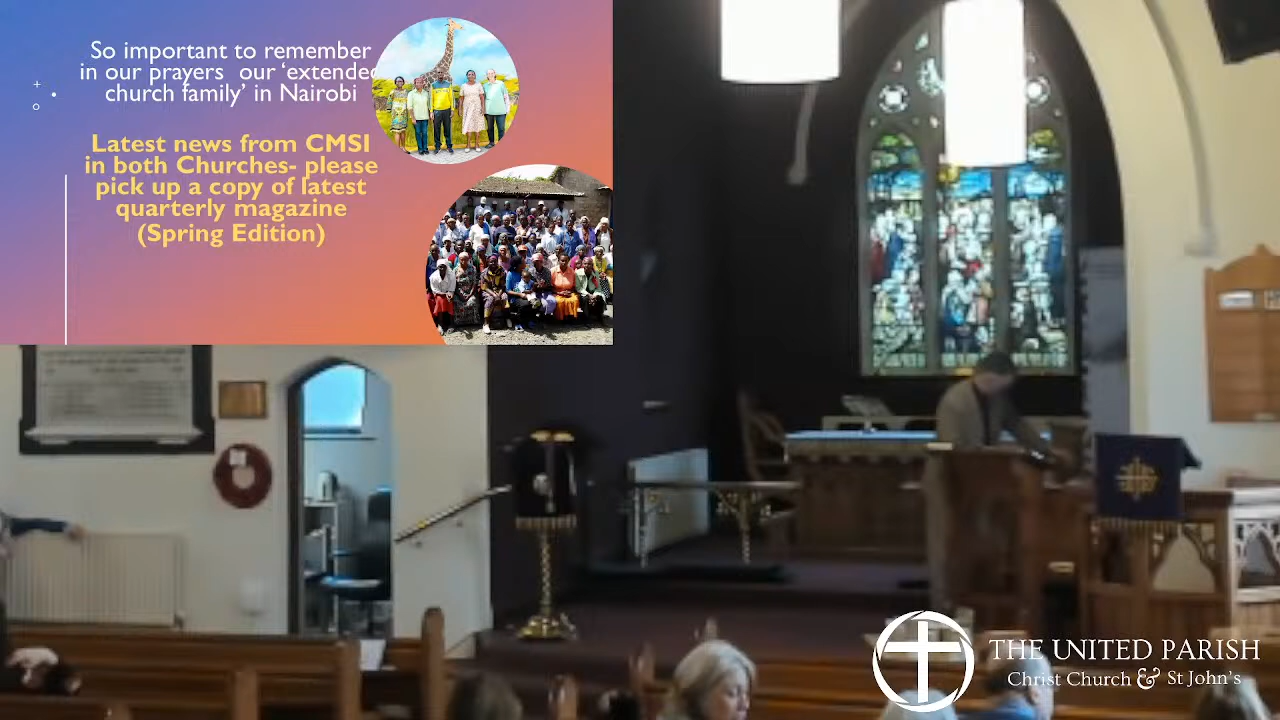 So important to remember
in our prayers our 'extended
church family' in Nairobi
Latest news from CMSI
in both Churches- please
pick up a copy of latest
quarterly magazine
(Spring Edition)
THE UNITED PARISH
Christ Church & St John's